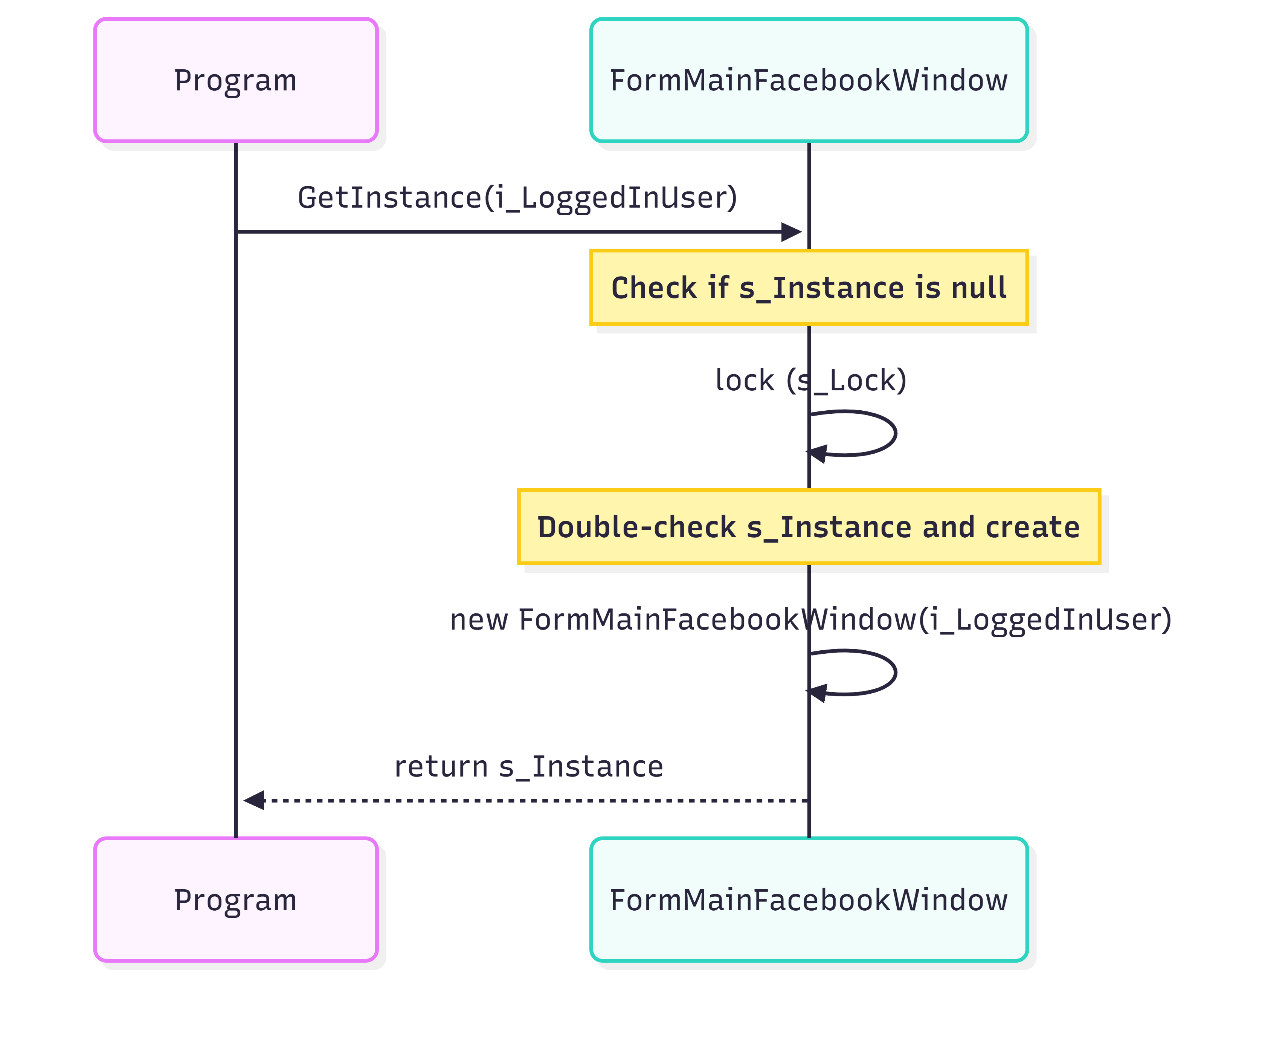 Program
FormMainFacebookWindow
GetInstance(i_LoggedInUser)
Check if s_Instance is null
lock (s_Lock)
Double-check s_Instance and create
new FormMainFacebookWindow(i_LoggedInUser)
return s_Instance
Program
FormMainFacebookWindow